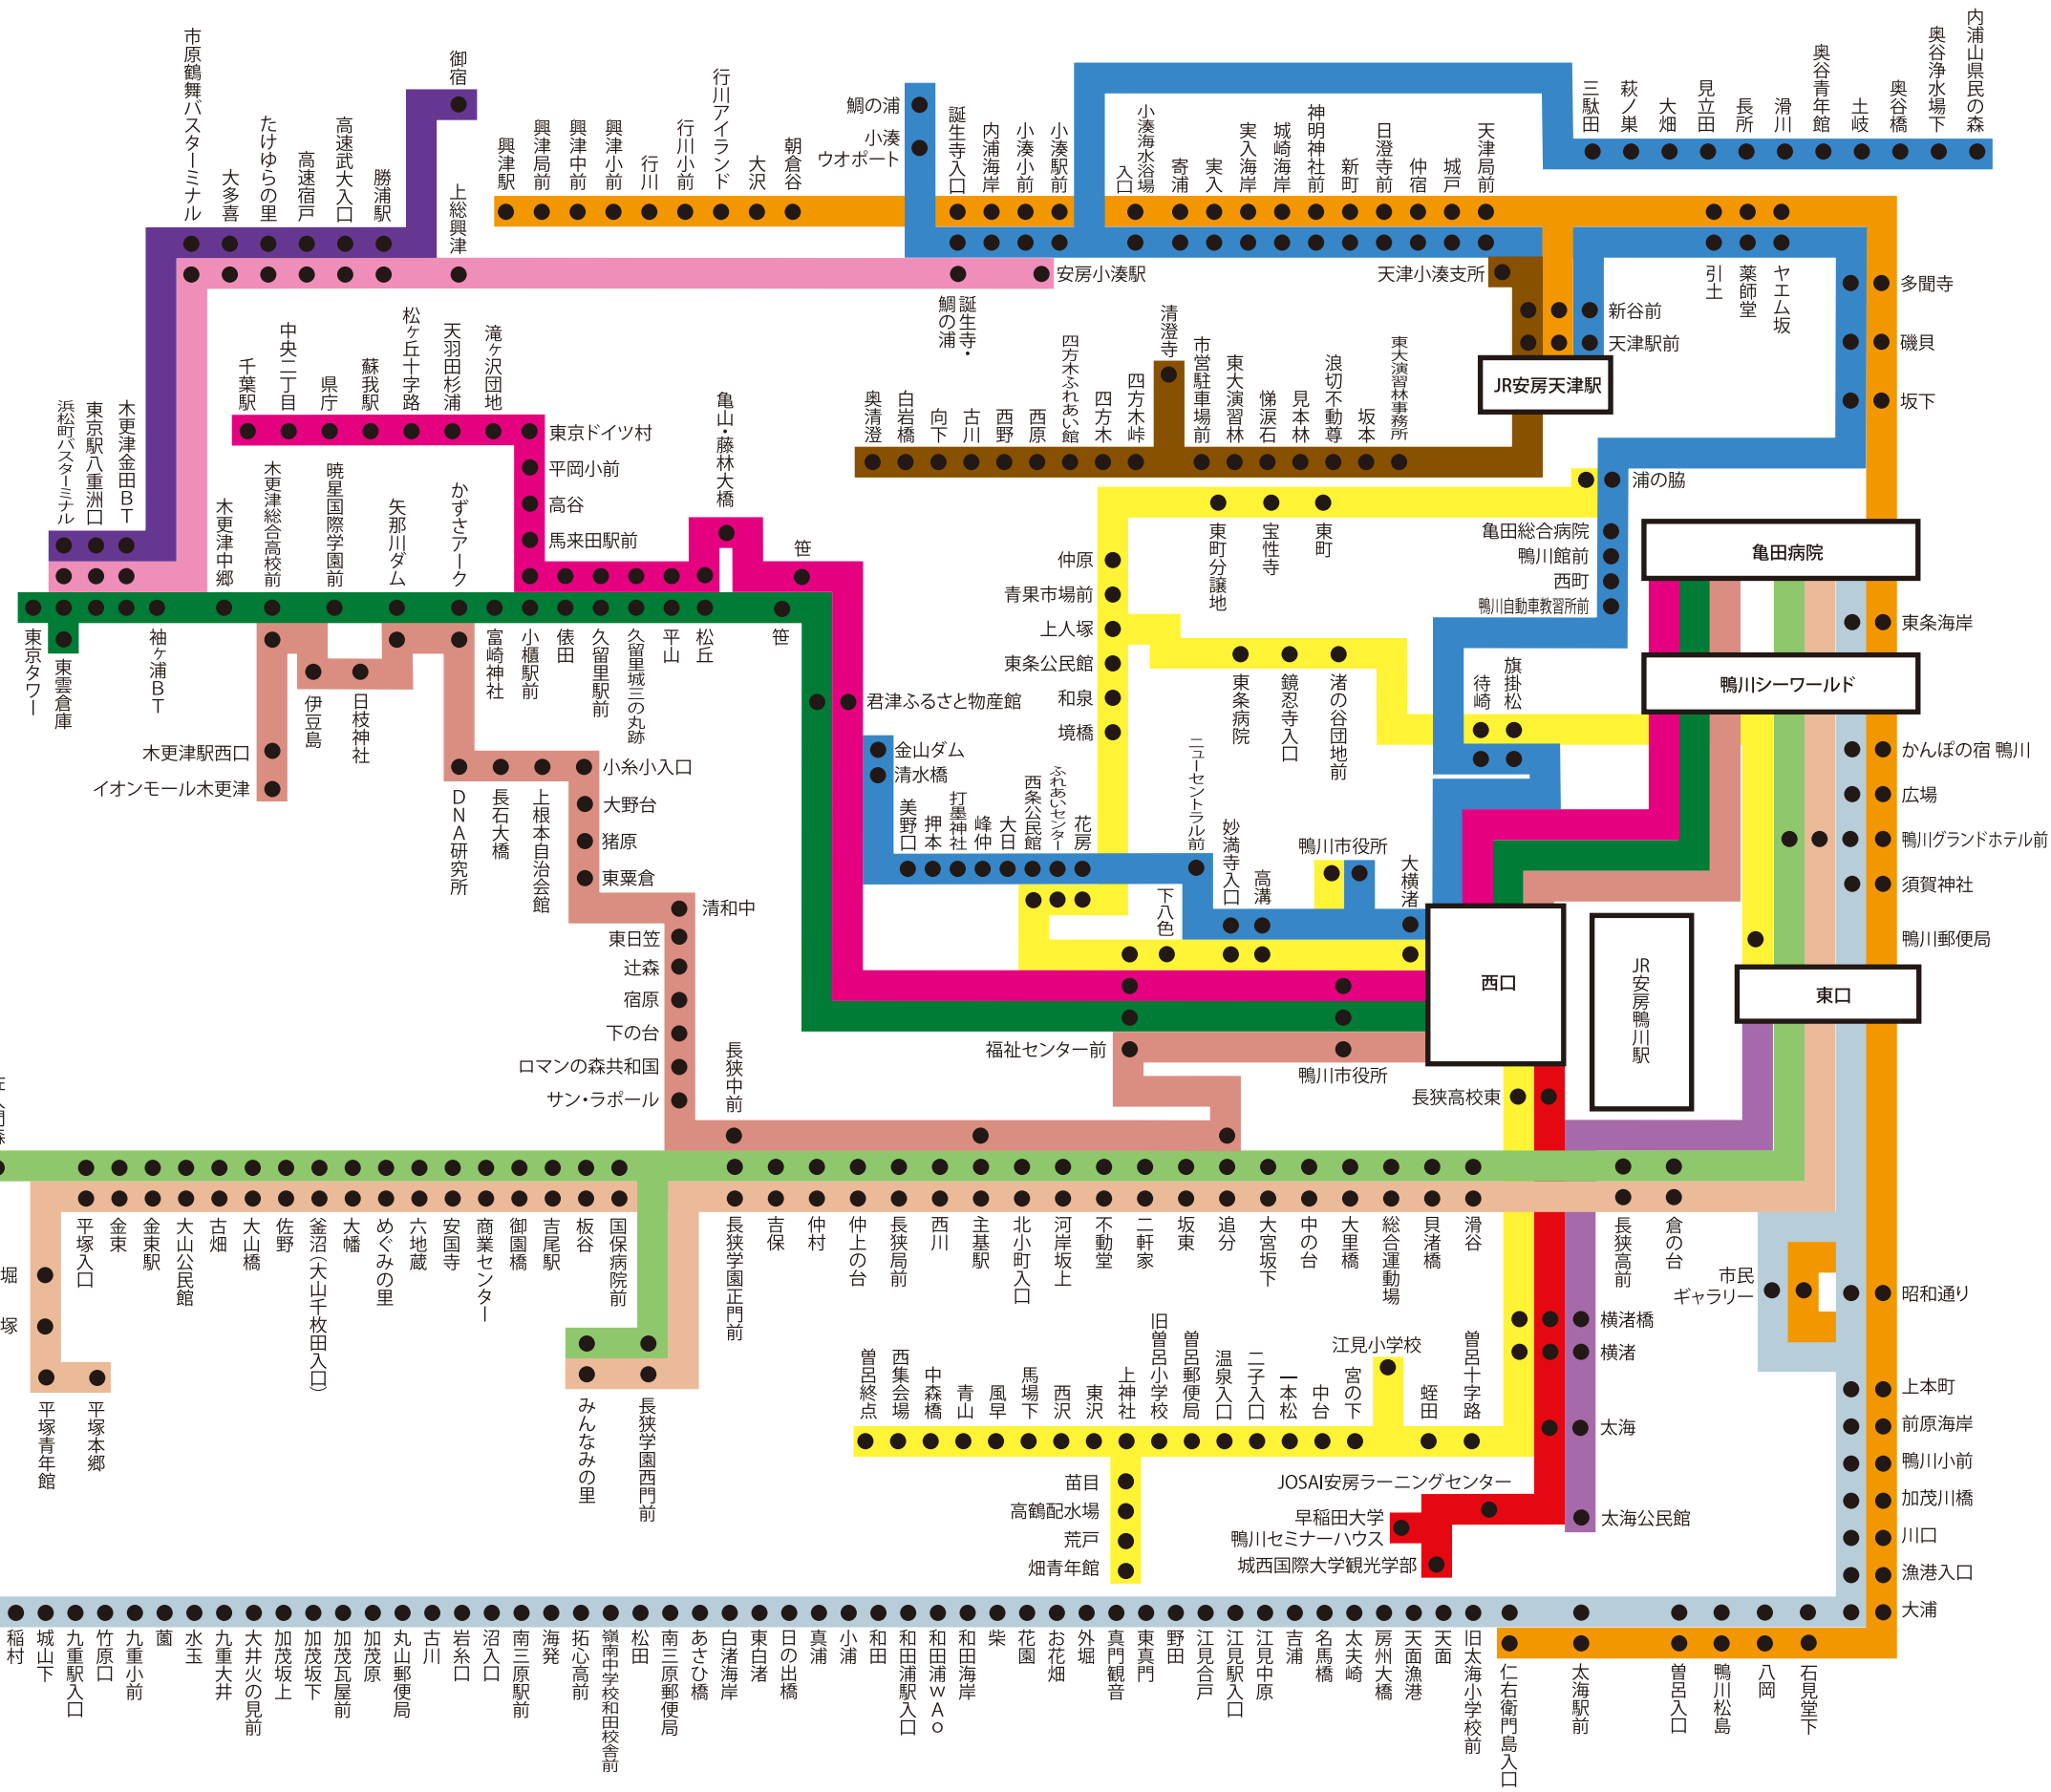 市原鶴舞バスターミナル
大多喜
たけゆらの里
高速宿戸
高速武大入口
勝浦駅
御宿
上総興津
興津駅
興津局前
興津中前
興津小前
行川
行川小前
行川アイランド
大沢
朝倉谷
鯛の浦
小湊
ウオポート
誕生寺入口
内浦海岸
小湊小前
小湊駅前
小湊海水浴場
入口
寄浦
実入
実入海岸
城崎海岸
神明神社前
新町
日澄寺前
仲宿
城戸
天津局前
三駄田
萩ノ巣
大畑
見立田
長所
滑川
奥谷青年館
土岐
奥谷橋
奥谷浄水場下
内浦山県民の森
安房小湊駅
誕生寺・
鯛の浦
天津小湊支所
新谷前
天津駅前
JR安房天津駅
引土
薬師堂
ヤエム坂
多聞寺
磯貝
坂下
浜松町バスターミナル
東京駅八重洲口
木更津金田BT
千葉駅
中央二丁目
県庁
蘇我駅
松ヶ丘十字路
天羽田杉浦
滝ヶ沢団地
東京ドイツ村
平岡小前
高谷
馬来田駅前
亀山・藤林大橋
笹
奥清澄
白岩橋
向下
古川
西野
西原
四方木ふれあい館
四方木
四方木峠
清澄寺
市営駐車場前
東大演習林
悌涙石
見本林
浪切不動尊
坂本
東大演習林事務所
木更津中郷
木更津総合高校前
暁星国際学園前
矢那川ダム
かずさアーク
東京タワー
東雲倉庫
袖ヶ浦BT
伊豆島
日枝神社
富崎神社
小櫃駅前
俵田
久留里駅前
久留里城三の丸跡
平山
松丘
笹
木更津駅西口
イオンモール木更津
DNA研究所
長石大橋
上根本自治会館
小糸小入口
大野台
猪原
東粟倉
清和中
東日笠
辻森
宿原
下の台
ロマンの森共和国
サン・ラポール
君津ふるさと物産館
金山ダム
清水橋
美野口
押本
打墨神社
峰仲
大日
西条公民館
ふれあいセンター
花房
仲原
青果市場前
上人塚
東条公民館
和泉
境橋
東町分譲地
宝性寺
東町
浦の脇
亀田総合病院
鴨川館前
西町
鴨川自動車教習所前
東条病院
鏡忍寺入口
渚の谷団地前
待崎
旗掛松
ニューセントラル前
下八色
妙満寺入口
高溝
鴨川市役所
大横渚
亀田病院
鴨川シーワールド
東条海岸
かんぽの宿 鴨川
広場
鴨川グランドホテル前
須賀神社
鴨川郵便局
西口
JR安房鴨川駅
東口
福祉センター前
鴨川市役所
長狭高校東
長狭中前
平塚入口
金束
金束駅
大山公民館
古畑
大山橋
佐野
釜沼(大山千枚田入口)
大幡
めぐみの里
六地蔵
安国寺
商業センター
御園橋
吉尾駅
板谷
国保病院前
長狭学園正門前
吉保
仲村
仲上の台
長狭局前
西川
主基駅
北小町入口
河岸坂上
不動堂
二軒家
坂東
追分
大宮坂下
中の台
大里橋
総合運動場
貝渚橋
滑谷
長狭高前
倉の台
堀
塚
平塚青年館
平塚本郷
みんなみの里
長狭学園西門前
市民
ギャラリー
昭和通り
横渚橋
横渚
太海
太海公民館
曽呂終点
西集会場
中森橋
青山
風早
馬場下
西沢
東沢
上神社
旧曽呂小学校
曽呂郵便局
温泉入口
二子入口
一本松
中台
宮の下
江見小学校
蛭田
曽呂十字路
苗目
高鶴配水場
荒戸
畑青年館
JOSAI安房ラーニングセンター
早稲田大学
鴨川セミナーハウス
城西国際大学観光学部
上本町
前原海岸
鴨川小前
加茂川橋
川口
漁港入口
大浦
稲村
城山下
九重駅入口
竹原口
九重小前
薗
水玉
九重大井
大井火の見前
加茂坂上
加茂坂下
加茂瓦屋前
加茂原
丸山郵便局
古川
岩糸口
沼入口
南三原駅前
海発
拓心高前
嶺南中学校和田校舎前
松田
南三原郵便局
あさひ橋
白渚海岸
東白渚
日の出橋
真浦
小浦
和田
和田浦駅入口
和田浦WAO
和田海岸
柴
花園
お花畑
外堀
真門観音
東真門
野田
江見合戸
江見駅入口
江見中原
吉浦
名馬橋
太夫崎
房州大橋
天面漁港
天面
旧太海小学校前
仁右衛門島入口
太海駅前
曽呂入口
鴨川松島
八岡
石見堂下